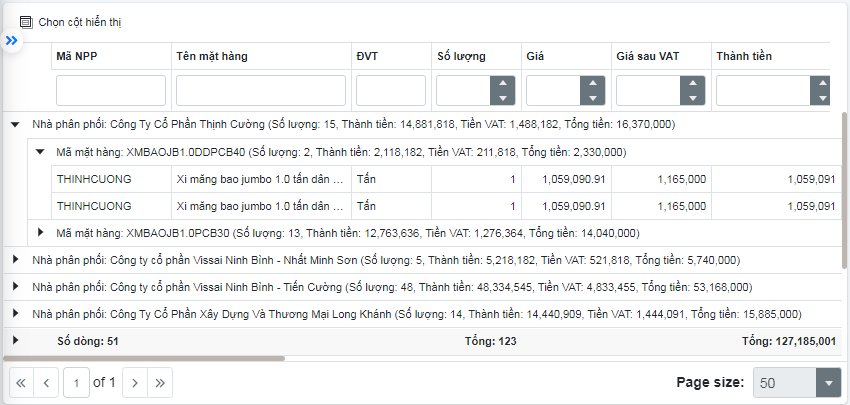 Chọn cột hiển thị
Mã NPP Tên mặt hàng ĐVT Số lượng Giá Giá sau VAT Thành tiền
Nhà phân phối: Công Ty Cổ Phần Thịnh Cường (Số lượng: 15, Thành tiền: 14,881,818, Tiền VAT: 1,488,182, Tổng tiền: 16,370,000)
Mã mặt hàng: XMBAOJB1.0DDPCB40 (Số lượng: 2, Thành tiền: 2,118,182, Tiền VAT: 211,818, Tổng tiền: 2,330,000)
THINHCUONG Xi măng bao jumbo 1.0 tấn dân ... Tấn 1 1,059,090.91 1,165,000 1,059,091
THINHCUONG Xi măng bao jumbo 1.0 tấn dân ... Tấn 1 1,059,090.91 1,165,000 1,059,091
Mã mặt hàng: XMBAOJB1.0PCB30 (Số lượng: 13, Thành tiền: 12,763,636, Tiền VAT: 1,276,364, Tổng tiền: 14,040,000)
Nhà phân phối: Công ty cổ phần Vissai Ninh Bình - Nhất Minh Sơn (Số lượng: 5, Thành tiền: 5,218,182, Tiền VAT: 521,818, Tổng tiền: 5,740,000)
Nhà phân phối: Công ty cổ phần Vissai Ninh Bình - Tiến Cường (Số lượng: 48, Thành tiền: 48,334,545, Tiền VAT: 4,833,455, Tổng tiền: 53,168,000)
Nhà phân phối: Công Ty Cổ Phần Xây Dựng Và Thương Mại Long Khánh (Số lượng: 14, Thành tiền: 14,440,909, Tiền VAT: 1,444,091, Tổng tiền: 15,885,000)
Số dòng: 51 Tổng: 123 Tổng: 127,185,001
1 of 1 Page size: 50